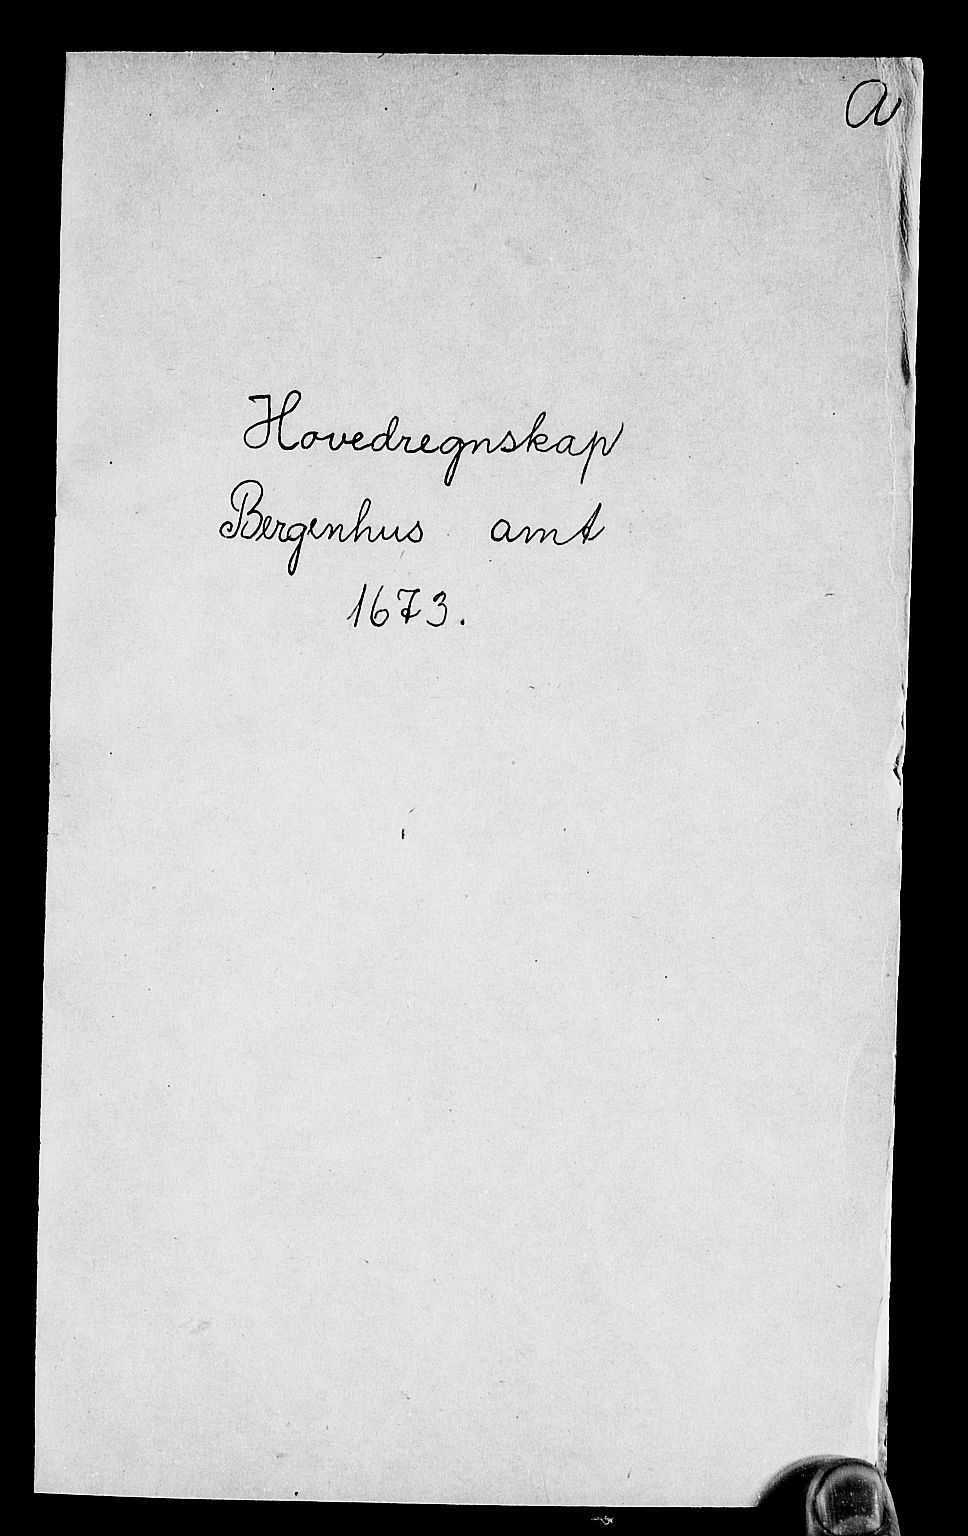 a
Hovedregnskap
Bergenhus amt
1673.